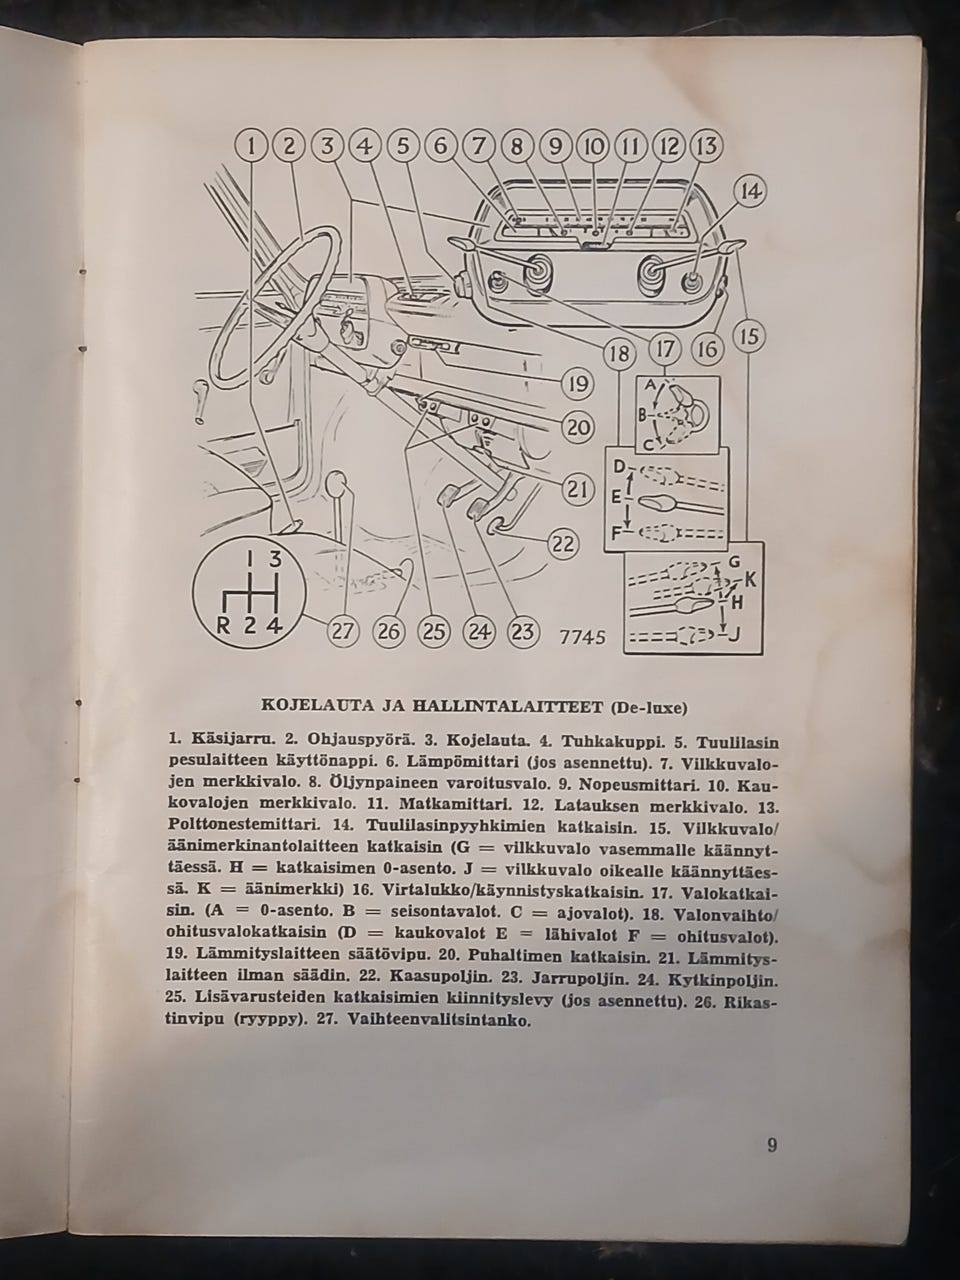 1 2 3 4 5 6 7 8 9 10 11 12 13
14
15
16
17
18
19
A
B
C
20
D
E
F
21
22
G
K
H
J
1 3
R 2 4
27 26 25 24 23 7745
KOJELAUTA JA HALLINTALAITTEET (De-luxe)
1. Käsijarru. 2. Ohjauspyörä. 3. Kojelauta. 4. Tuhkakuppi. 5. Tuulilasin
pesulaitteen käyttönappi. 6. Lämpömittari (jos asennettu). 7. Vilkkuvalo-
jen merkkivalo. 8. Öljynpaineen varoitusvalo. 9. Nopeusmittari. 10. Kau-
kovalojen merkkivalo. 11. Matkamittari. 12. Latauksen merkkivalo. 13.
Polttonestemittari. 14. Tuulilasinpyyhkimien katkaisin. 15. Vilkkuvalo/
äänimerkinantolaitteen katkaisin (G = vilkkuvalo vasemmalle käännyt-
täessä. H = katkaisimen 0-asento. J = vilkkuvalo oikealle käännyttäes-
sä. K = äänimerkki) 16. Virtalukko/käynnistyskatkaisin. 17. Valokatkai-
sin. (A = 0-asento. B = seisontavalot. C = ajovalot). 18. Valonvaihto/
ohitusvalokatkaisin (D = kaukovalot E = lähivalot F = ohitusvalot).
19. Lämmityslaitteen säätövipu. 20. Puhaltimen katkaisin. 21. Lämmitys-
laitteen ilman säädin. 22. Kaasupoljin. 23. Jarrupoljin. 24. Kytkinpoljin.
25. Lisävarusteiden katkaisimien kiinnityslevy (jos asennettu). 26. Rikas-
tinvipu (ryyppy). 27. Vaihteenvalitsintanko.
9